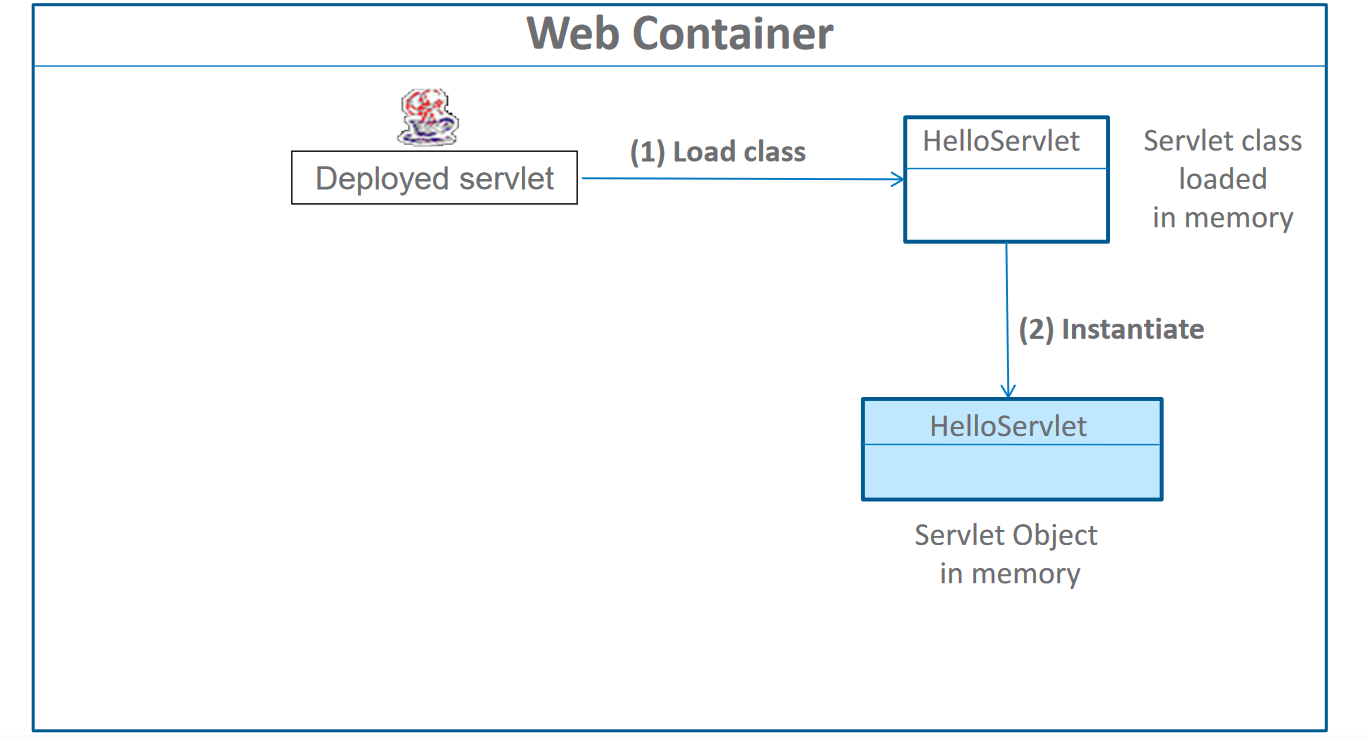 Web Container
Deployed servlet
(1) Load class
HelloServlet
Servlet class
loaded
in memory
(2) Instantiate
HelloServlet
Servlet Object
in memory